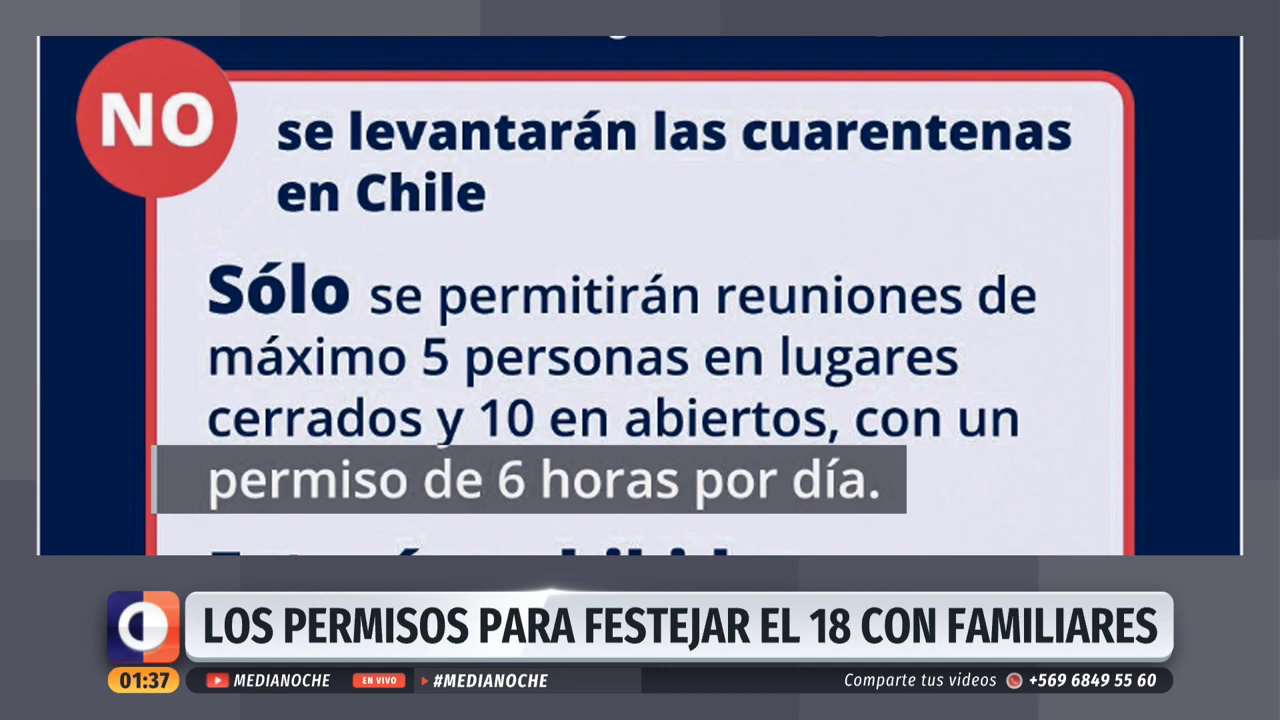 NO
se levantarán las cuarentenas
en Chile
Sólo se permitirán reuniones de
máximo 5 personas en lugares
cerrados y 10 en abiertos, con un
permiso de 6 horas por día.
LOS PERMISOS PARA FESTEJAR EL 18 CON FAMILIARES
01:37
MEDIANOCHE
EN VIVO
#MEDIANOCHE
Comparte tus videos +569 6849 55 60